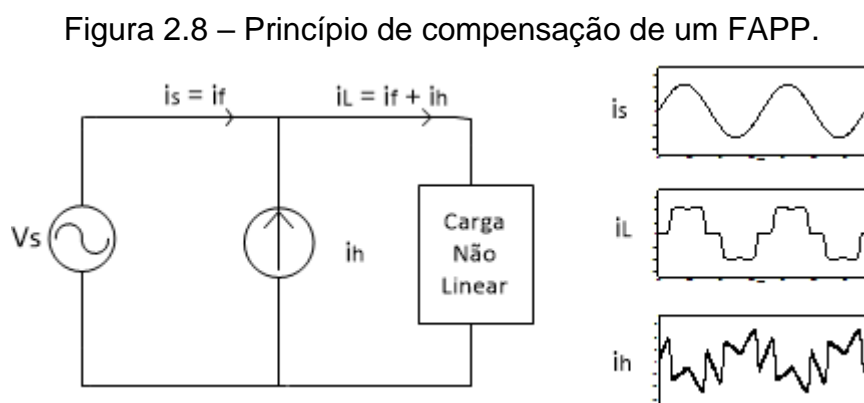 Figura 2.8 – Princípio de compensação de um FAPP.
is = if
iL = if + ih
Vs
ih
Carga
Não
Linear
is
iL
ih